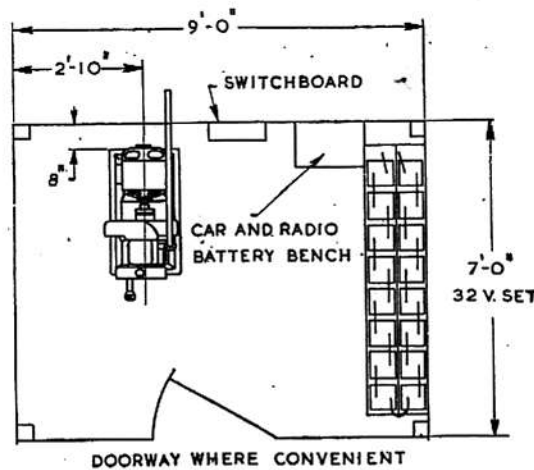 9'-0"
2'-10"
SWITCHBOARD
8"
CAR AND RADIO
BATTERY BENCH
7'-0"
32 V. SET
DOORWAY WHERE CONVENIENT